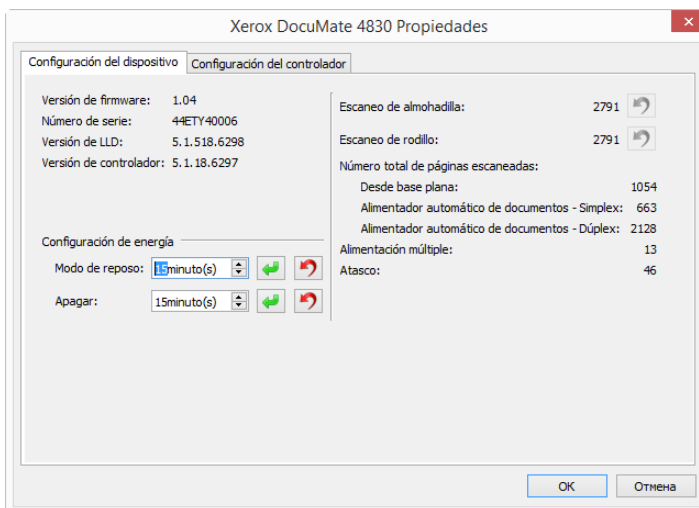 Xerox DocuMate 4830 Propiedades
Configuración del dispositivo
Configuración del controlador
Versión de firmware: 1.04
Número de serie: 44ETY40006
Versión de LLD: 5.1.518.6298
Versión de controlador: 5.1.18.6297
Configuración de energía
Modo de reposo: 15minuto(s)
Apagar: 15minuto(s)
Escaneo de almohadilla: 2791
Escaneo de rodillo: 2791
Número total de páginas escaneadas:
Desde base plana: 1054
Alimentador automático de documentos - Simplex: 663
Alimentador automático de documentos - Dúplex: 2128
Alimentación múltiple: 13
Atasco: 46
OK
Отмена